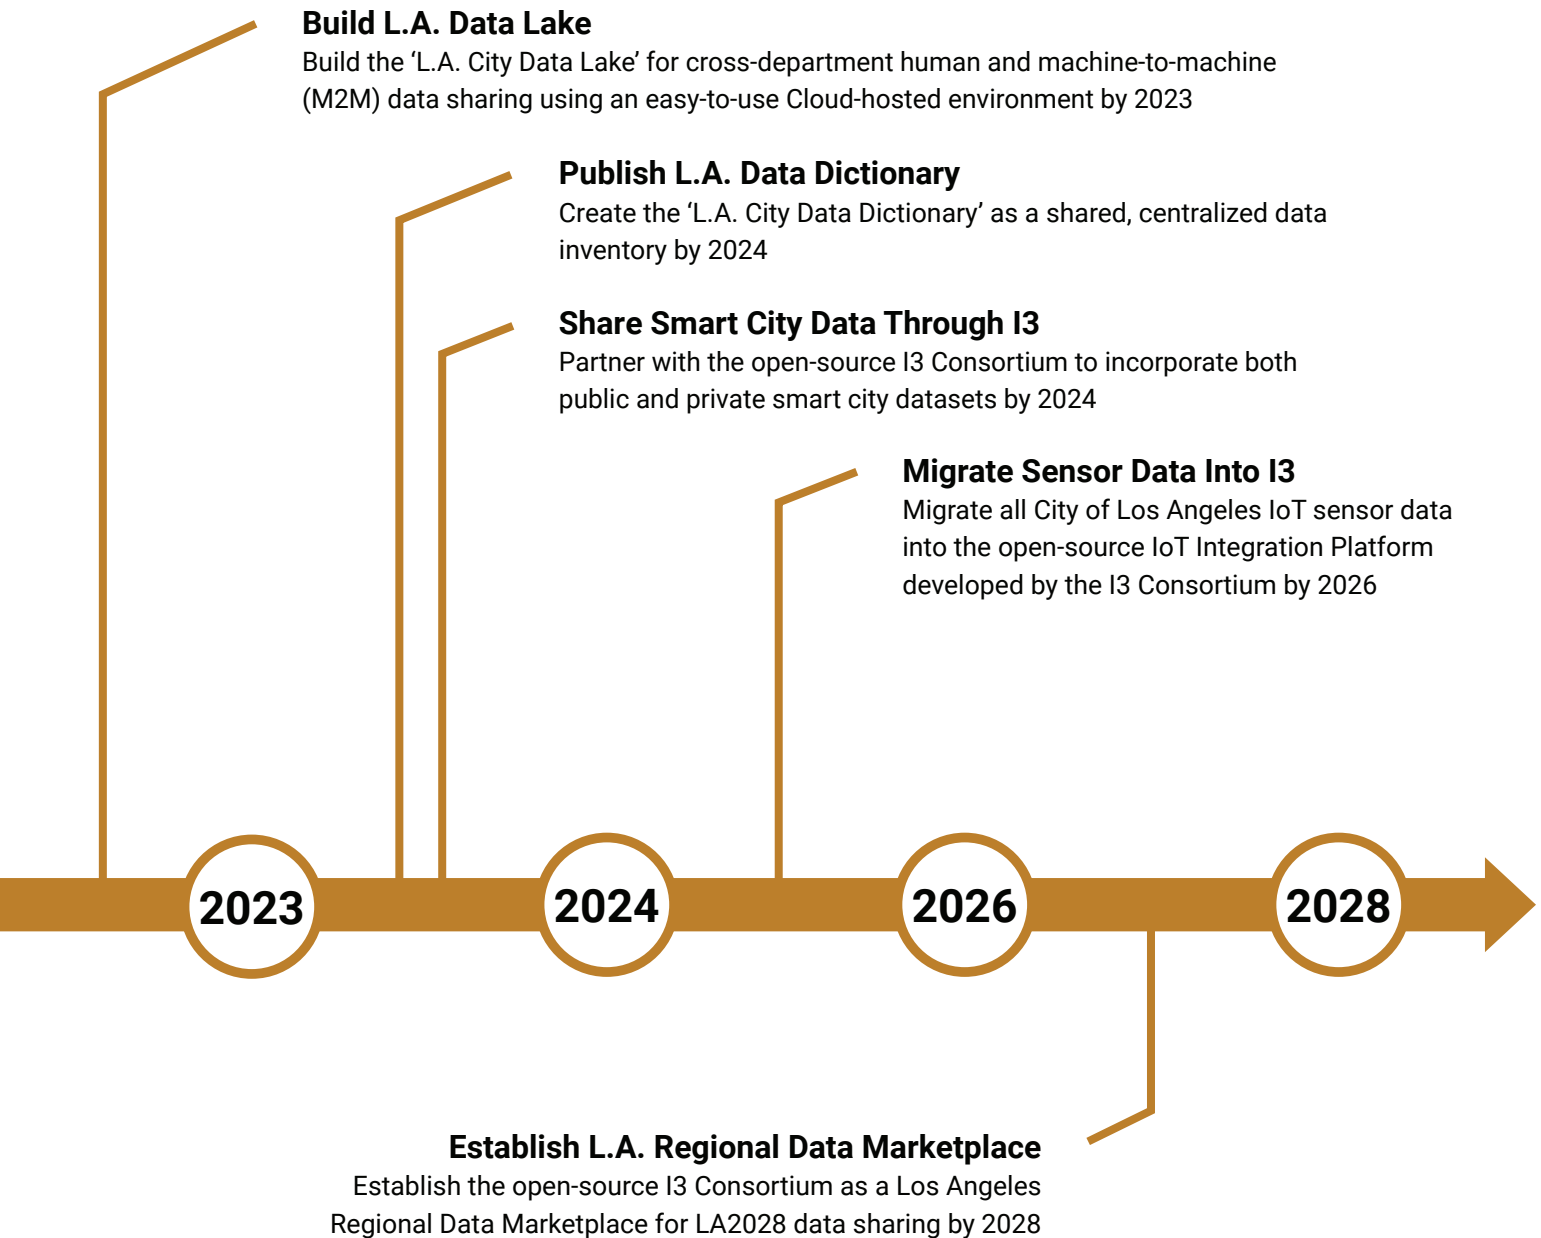 Build L.A. Data Lake
Build the ‘L.A. City Data Lake’ for cross-department human and machine-to-machine
(M2M) data sharing using an easy-to-use Cloud-hosted environment by 2023
Publish L.A. Data Dictionary
Create the ‘L.A. City Data Dictionary’ as a shared, centralized data
inventory by 2024
Share Smart City Data Through I3
Partner with the open-source I3 Consortium to incorporate both
public and private smart city datasets by 2024
Migrate Sensor Data Into I3
Migrate all City of Los Angeles IoT sensor data
into the open-source IoT Integration Platform
developed by the I3 Consortium by 2026
2023
2024
2026
2028
Establish L.A. Regional Data Marketplace
Establish the open-source I3 Consortium as a Los Angeles
Regional Data Marketplace for LA2028 data sharing by 2028